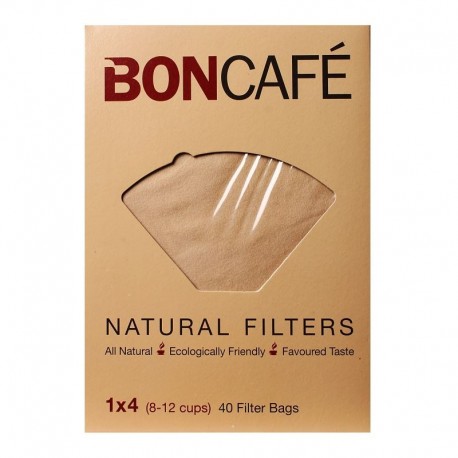 BONCAFÉ
NATURAL FILTERS
All Natural Ecologically Friendly Favoured Taste
1x4 (8-12 cups) 40 Filter Bags